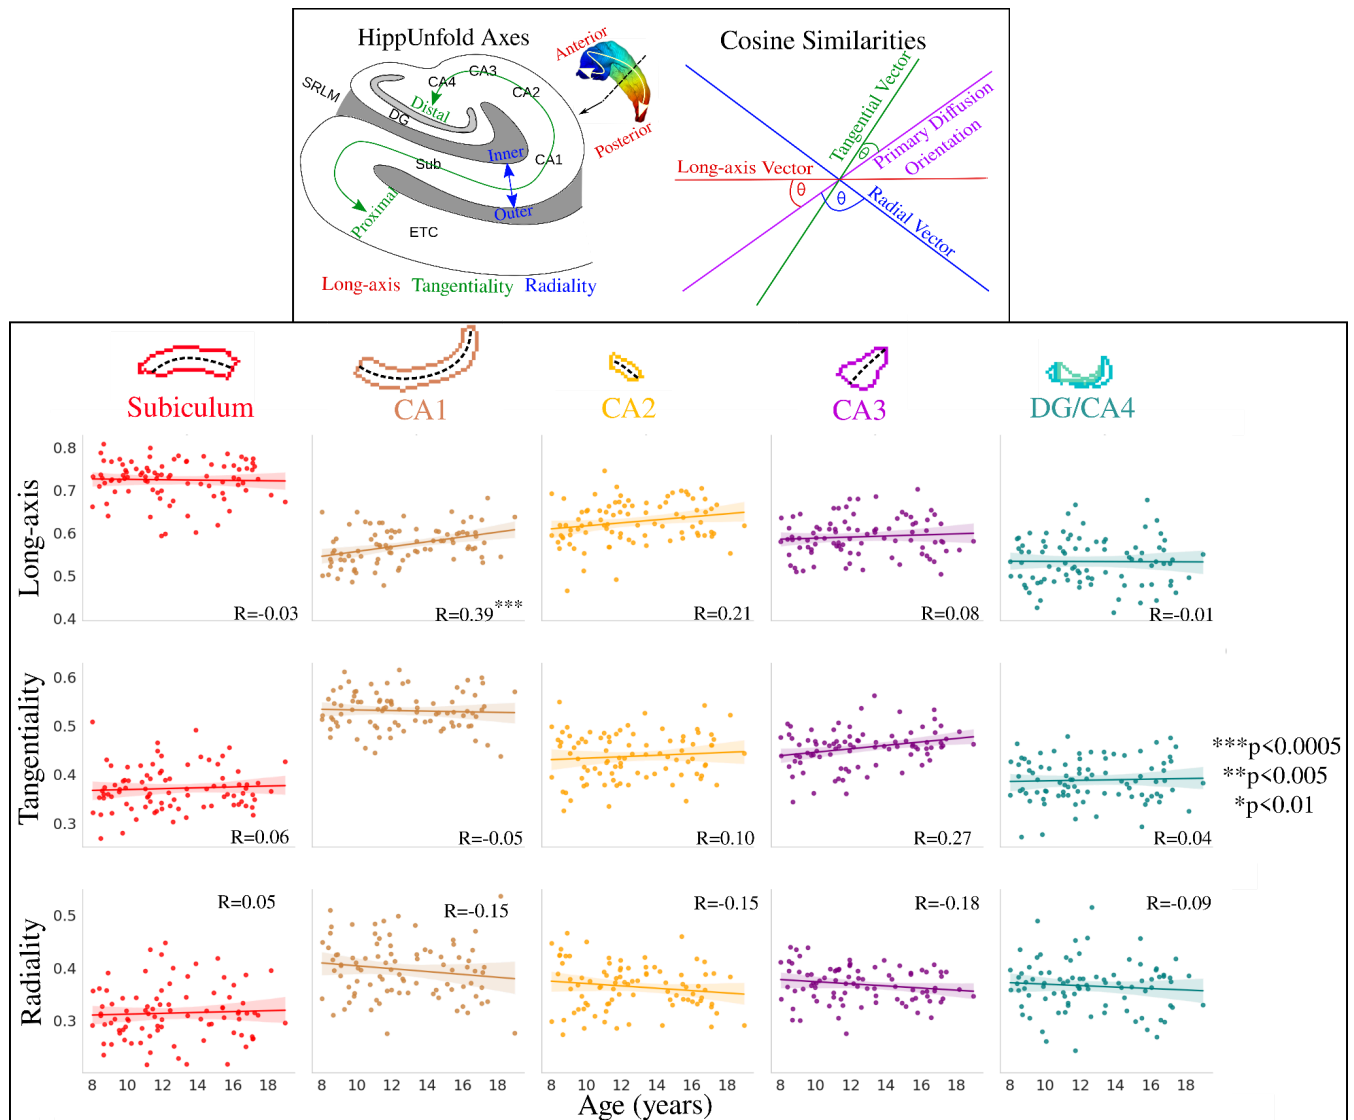 HippUnfold Axes
Cosine Similarities
Anterior
Posterior
SRLM
CA4
CA3
CA2
Distal
DG
Inner
CA1
Sub
Outer
Proximal
ETC
Long-axis Tangentiality Radiality
Tangential Vector
Primary Diffusion
Orientation
Long-axis Vector
Radial Vector
θ
θ
θ
Subiculum
CA1
CA2
CA3
DG/CA4
Long-axis
0.8
0.7
0.6
0.5
0.4
R=-0.03
R=0.39***
R=0.21
R=0.08
R=-0.01
Tangentiality
0.6
0.5
0.4
0.3
R=0.06
R=-0.05
R=0.10
R=0.27
R=0.04
***p<0.0005
**p<0.005
*p<0.01
Radiality
0.5
0.4
0.3
R=0.05
R=-0.15
R=-0.15
R=-0.18
R=-0.09
8 10 12 14 16 18
8 10 12 14 16 18
8 10 12 14 16 18
8 10 12 14 16 18
8 10 12 14 16 18
Age (years)